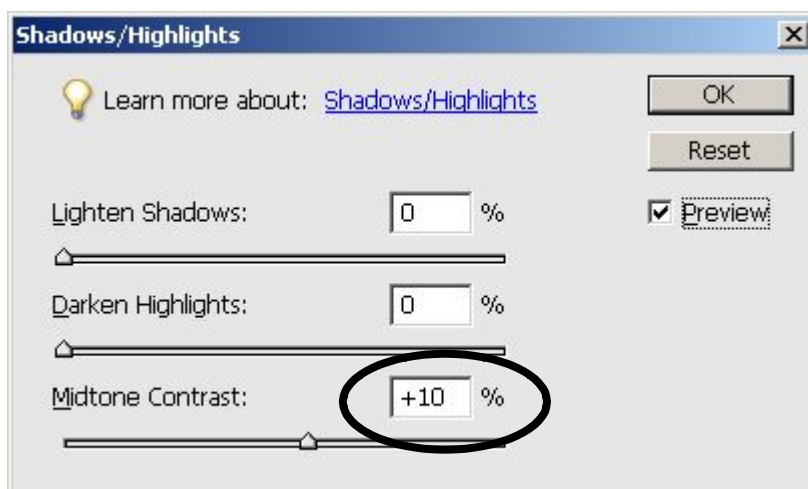 Shadows/Highlights
Learn more about: Shadows/Highlights
OK
Reset
Lighten Shadows: 0 %
Preview
Darken Highlights: 0 %
Midtone Contrast: +10 %